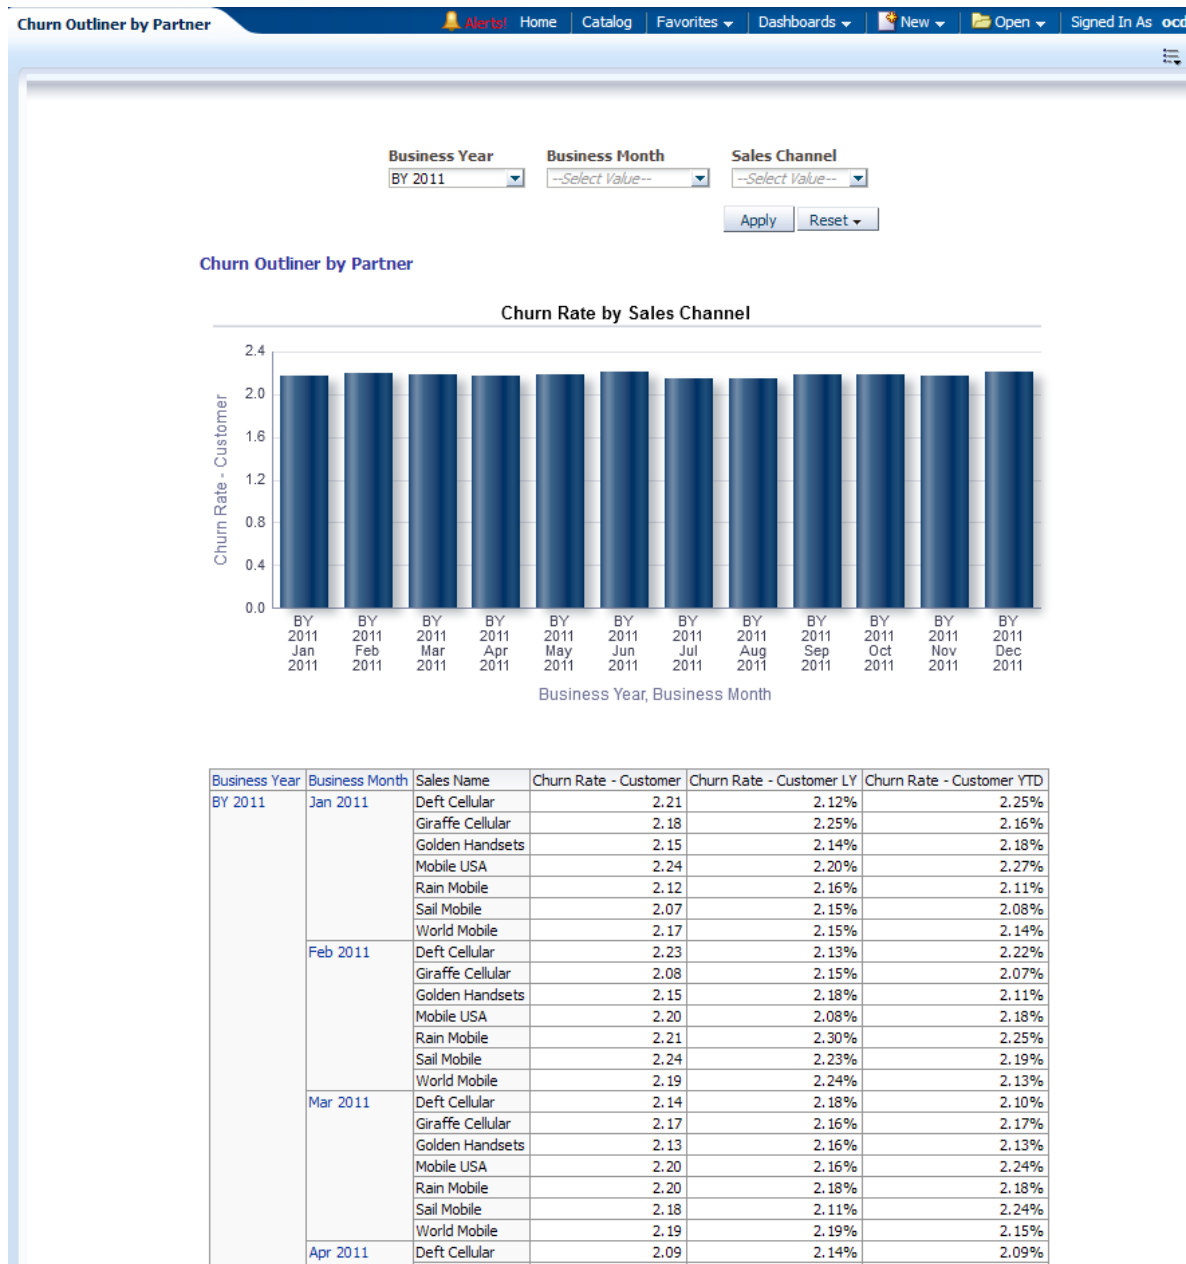 Churn Outliner by Partner
Alerts! Home Catalog Favorites Dashboards New Open Signed In As ocd
Business Year Business Month Sales Channel
BY 2011 --Select Value-- --Select Value--
Apply Reset
Churn Outliner by Partner
Churn Rate by Sales Channel
Churn Rate - Customer
2.4
2.0
1.6
1.2
0.8
0.4
0.0
BY BY BY BY BY BY BY BY BY BY BY BY
2011 2011 2011 2011 2011 2011 2011 2011 2011 2011 2011 2011
Jan Feb Mar Apr May Jun Jul Aug Sep Oct Nov Dec
2011 2011 2011 2011 2011 2011 2011 2011 2011 2011 2011 2011
Business Year, Business Month
Business Year Business Month Sales Name Churn Rate - Customer Churn Rate - Customer LY Churn Rate - Customer YTD
BY 2011 Jan 2011 Deft Cellular 2.21 2.12% 2.25%
Giraffe Cellular 2.18 2.25% 2.16%
Golden Handsets 2.15 2.14% 2.18%
Mobile USA 2.24 2.20% 2.27%
Rain Mobile 2.12 2.16% 2.11%
Sail Mobile 2.07 2.15% 2.08%
World Mobile 2.17 2.15% 2.14%
Feb 2011 Deft Cellular 2.23 2.13% 2.22%
Giraffe Cellular 2.08 2.15% 2.07%
Golden Handsets 2.15 2.18% 2.11%
Mobile USA 2.20 2.08% 2.18%
Rain Mobile 2.21 2.30% 2.25%
Sail Mobile 2.24 2.23% 2.19%
World Mobile 2.19 2.24% 2.13%
Mar 2011 Deft Cellular 2.14 2.18% 2.10%
Giraffe Cellular 2.17 2.16% 2.17%
Golden Handsets 2.13 2.16% 2.13%
Mobile USA 2.20 2.16% 2.24%
Rain Mobile 2.20 2.18% 2.18%
Sail Mobile 2.18 2.11% 2.24%
World Mobile 2.19 2.19% 2.15%
Apr 2011 Deft Cellular 2.09 2.14% 2.09%